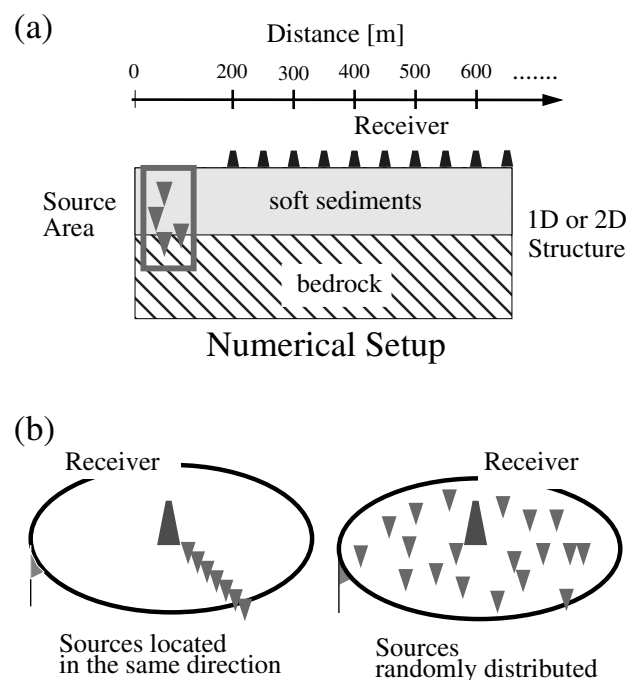 (a)
Distance [m]
0 200 300 400 500 600 .......
Receiver
Source
Area
soft sediments
bedrock
1D or 2D
Structure
Numerical Setup
(b)
Receiver
Receiver
Sources located
in the same direction
Sources
randomly distributed